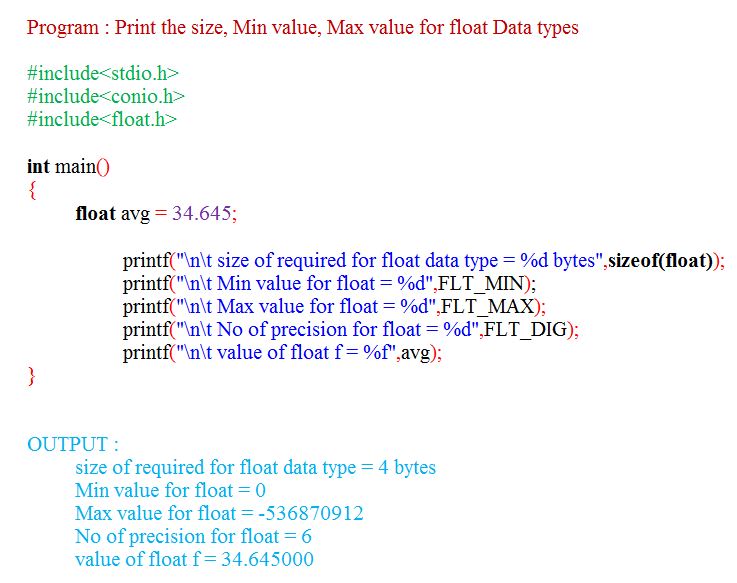 Program : Print the size, Min value, Max value for float Data types
#include<stdio.h>
#include<conio.h>
#include<float.h>
int main()
{
float avg = 34.645;
printf("\n\t size of required for float data type = %d bytes",sizeof(float));
printf("\n\t Min value for float = %d",FLT_MIN);
printf("\n\t Max value for float = %d",FLT_MAX);
printf("\n\t No of precision for float = %d",FLT_DIG);
printf("\n\t value of float f = %f",avg);
}
OUTPUT :
size of required for float data type = 4 bytes
Min value for float = 0
Max value for float = -536870912
No of precision for float = 6
value of float f = 34.645000